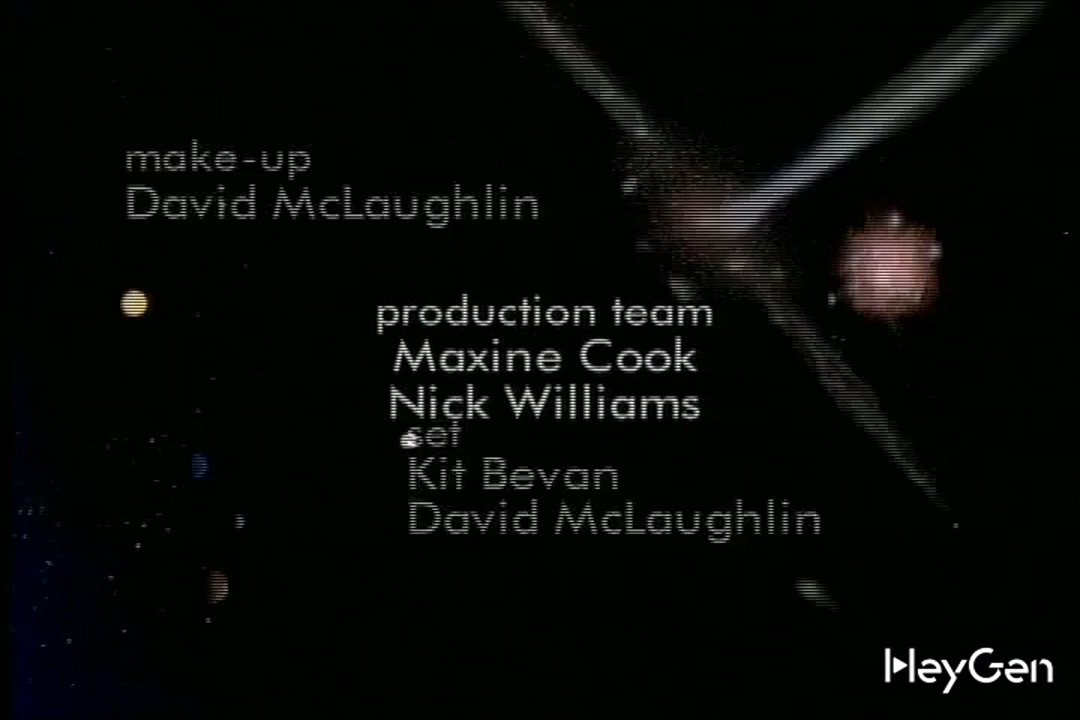 make-up
David McLaughlin
production team
Maxine Cook
Nick Williams
set
Kit Bevan
David McLaughlin
HeyGen